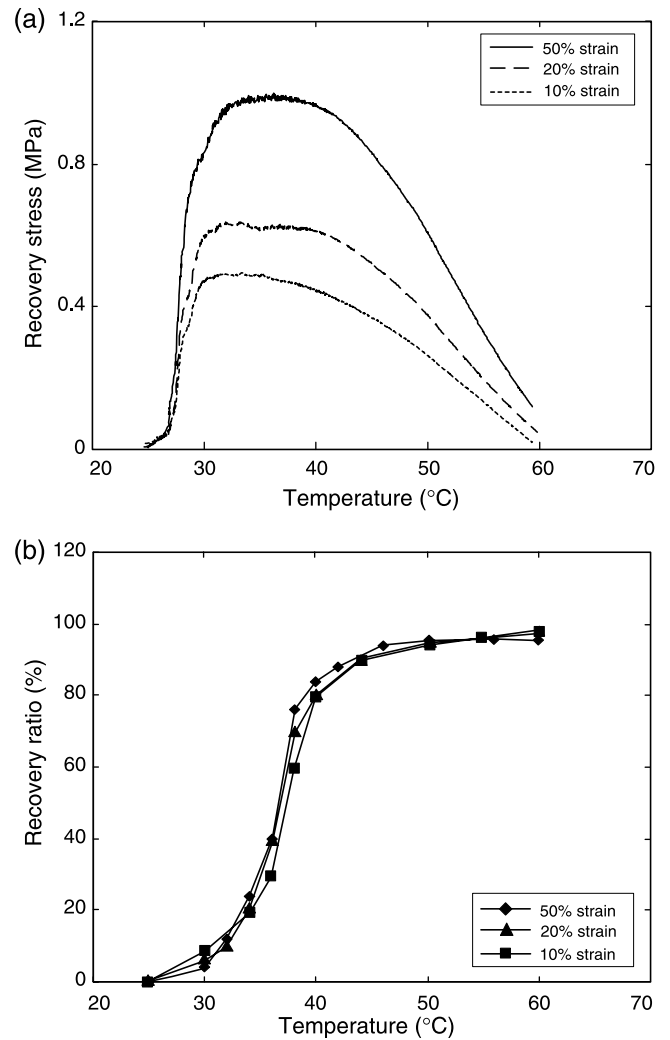 (a)
1.2
0.8
0.4
0
Recovery stress (MPa)
50% strain
20% strain
10% strain
20 30 40 50 60 70
Temperature (°C)
(b)
120
100
80
60
40
20
0
Recovery ratio (%)
50% strain
20% strain
10% strain
20 30 40 50 60 70
Temperature (°C)